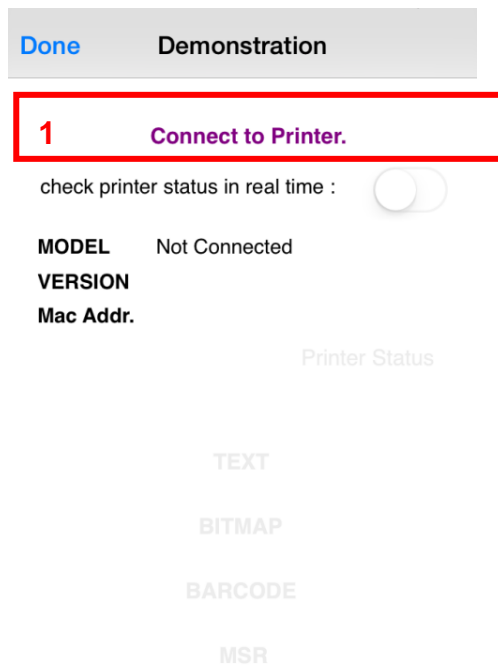 Done Demonstration
1 Connect to Printer.
check printer status in real time :
MODEL Not Connected
VERSION
Mac Addr.
Printer Status
TEXT
BITMAP
BARCODE
MSR